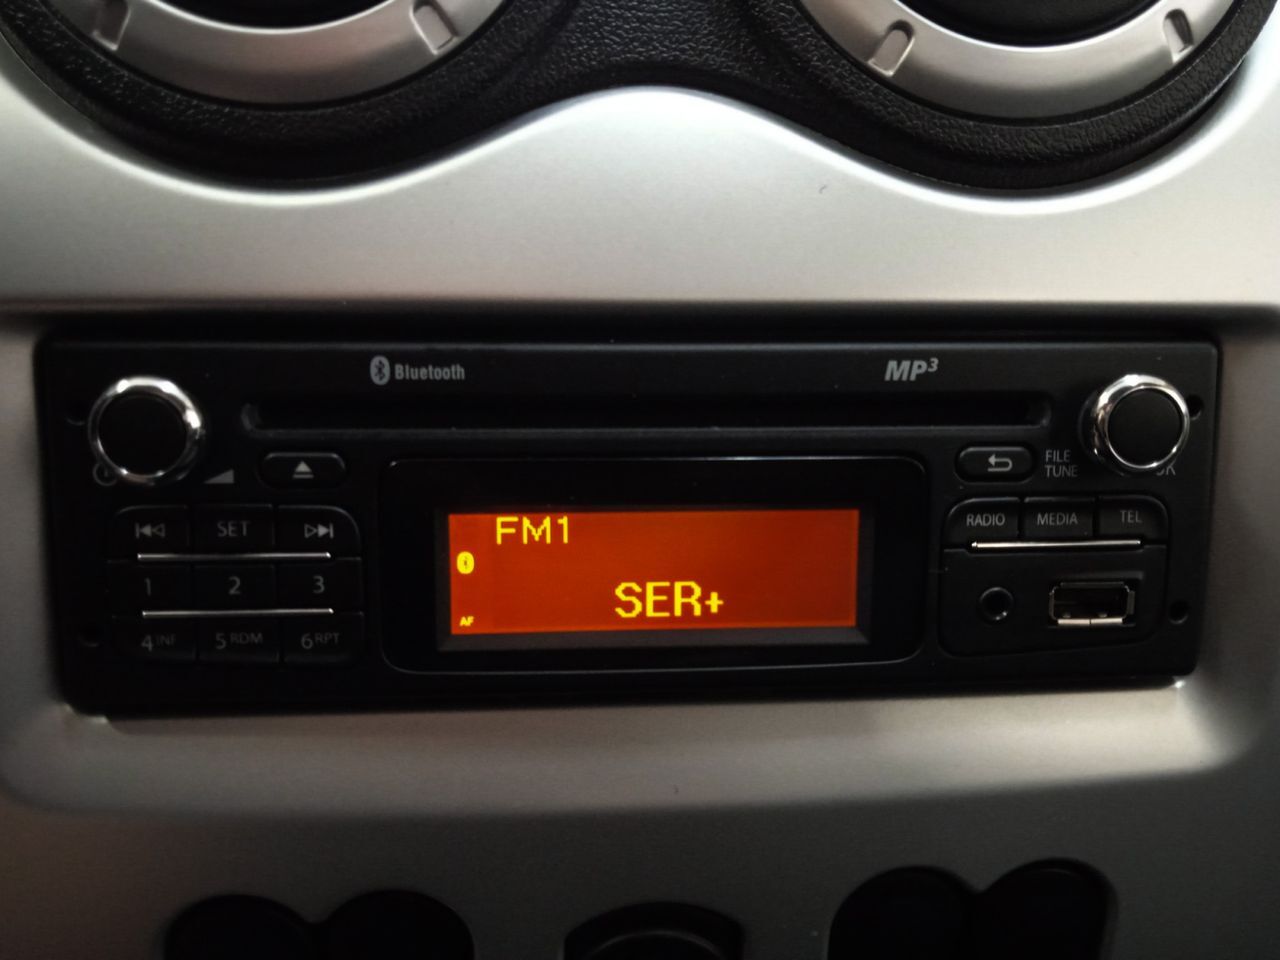 Bluetooth
MP3
FILE
TUNE
SET
RADIO MEDIA TEL
FM1
1 2 3
SER+
AF
4 INF 5 RDM 6 RPT